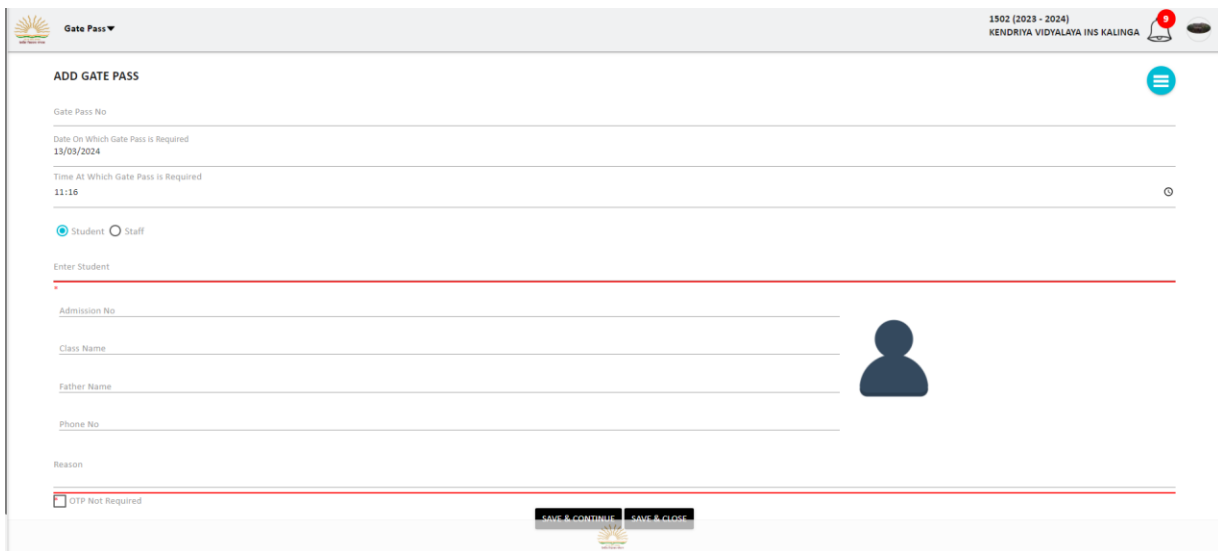 Gate Pass▼
1502 (2023 - 2024)
KENDRIYA VIDYALAYA INS KALINGA
9
ADD GATE PASS
Gate Pass No
Date On Which Gate Pass is Required
13/03/2024
Time At Which Gate Pass is Required
11:16
Student Staff
Enter Student
*
Admission No
Class Name
Father Name
Phone No
Reason
* OTP Not Required
SAVE & CONTINUE SAVE & CLOSE